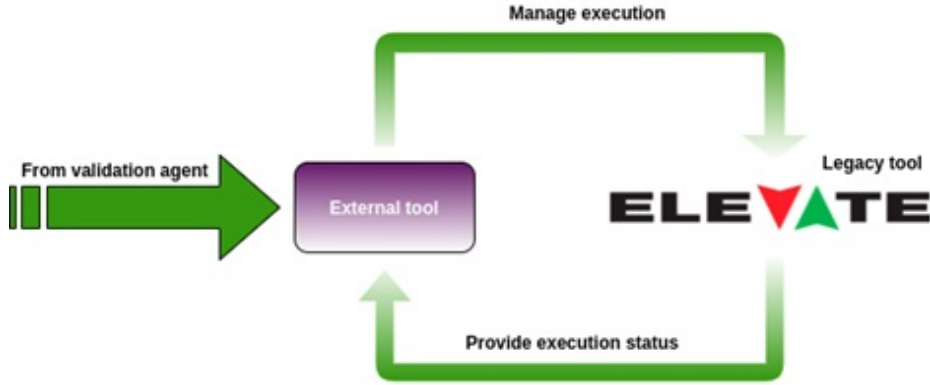 Manage execution
From validation agent
Legacy tool
External tool
ELEVATE
Provide execution status